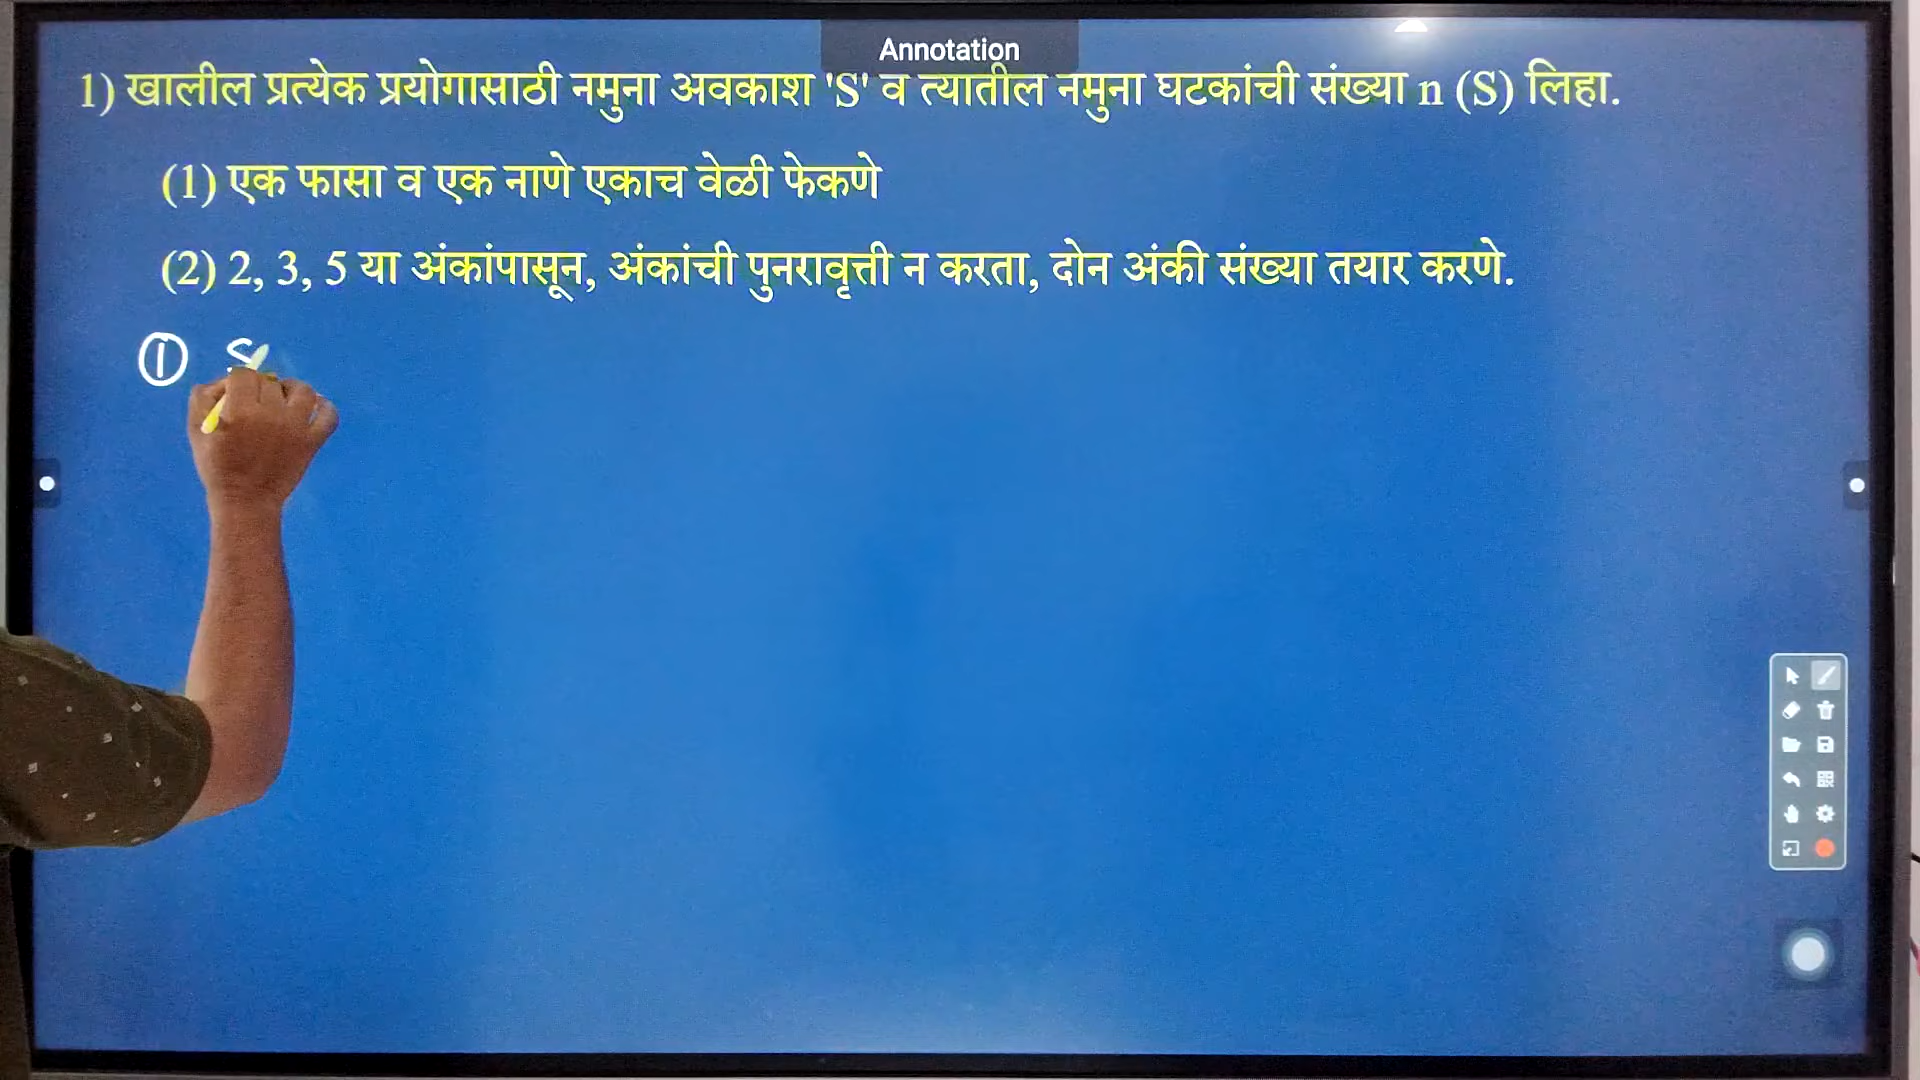 Annotation
1) खालील प्रत्येक प्रयोगासाठी नमुना अवकाश 'S' व त्यातील नमुना घटकांची संख्या n (S) लिहा.
(1) एक फासा व एक नाणे एकाच वेळी फेकणे
(2) 2, 3, 5 या अंकांपासून, अंकांची पुनरावृत्ती न करता, दोन अंकी संख्या तयार करणे.
① S